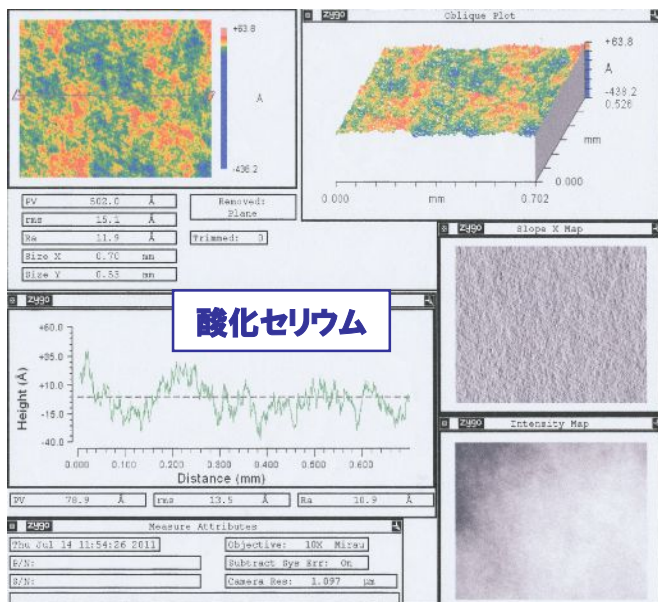 +63.8
Å
-436.2
PV 502.0 Å
rms 15.1 Å
Ra 11.9 Å
Size X 0.70 mm
Size Y 0.53 mm
Removed:
Plane
Trimmed: 3
zygo Oblique Plot
+63.8
Å
-439.2
0.526
mm
0.000
0.000 mm 0.702
zygo Slope X Map
zygo
酸化セリウム
+60.0
+35.0
+10.0
-15.0
-40.0
Height (Å)
0.000 0.100 0.200 0.300 0.400 0.500 0.600
Distance (mm)
PV 78.9 Å rms 13.5 Å Ra 10.9 Å
zygo Intensity Map
zygo Measure Attributes
Thu Jul 14 11:54:26 2011
P/N:
S/N:
Objective: 10X Mirau
Subtract Sys Err: On
Camera Res: 1.097 µm